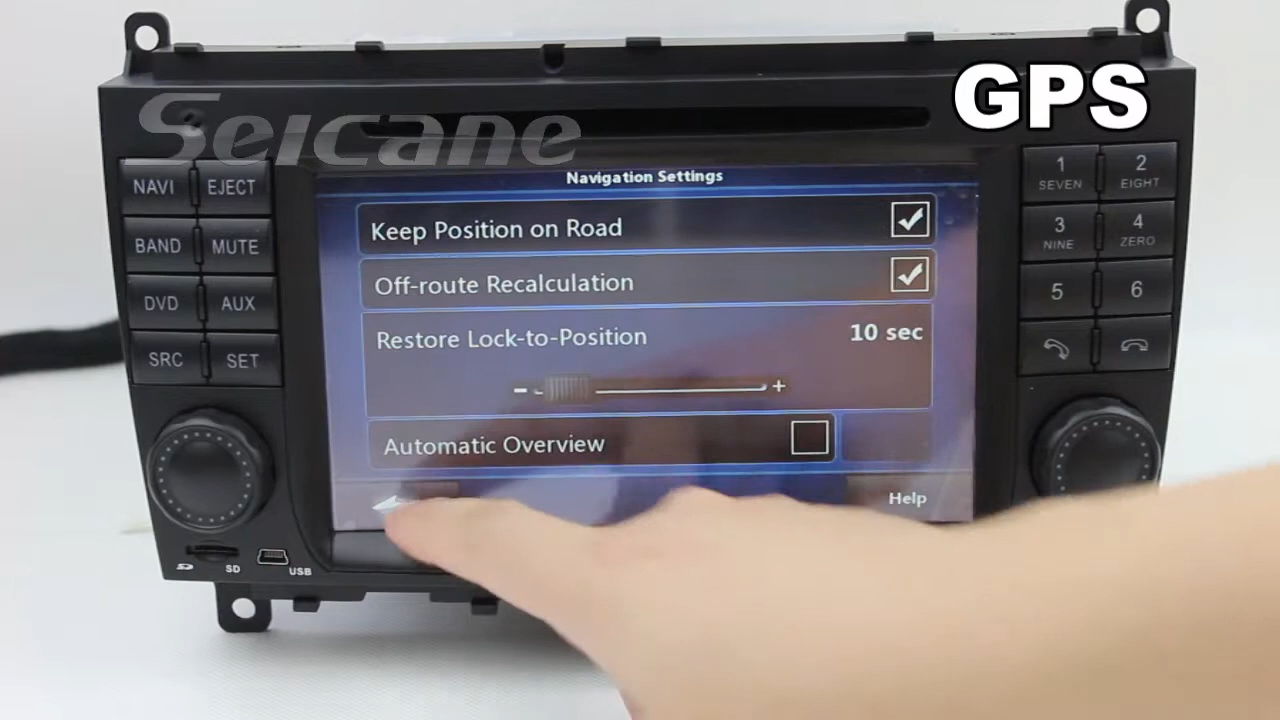 GPS
Seicane
Navigation Settings
NAVI EJECT
BAND MUTE
DVD AUX
SRC SET
Keep Position on Road
Off-route Recalculation
Restore Lock-to-Position 10 sec
- +
Automatic Overview
Help
1 SEVEN
2 EIGHT
3 NINE
4 ZERO
5 6
SD
USB